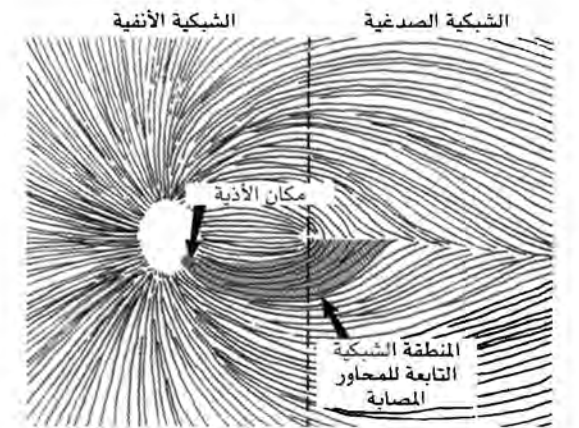 الشبكية الصدغية
الشبكية الأنفية
مكان الأذية
المنطقة الشبكية
التابعة للمحاور
المصابة